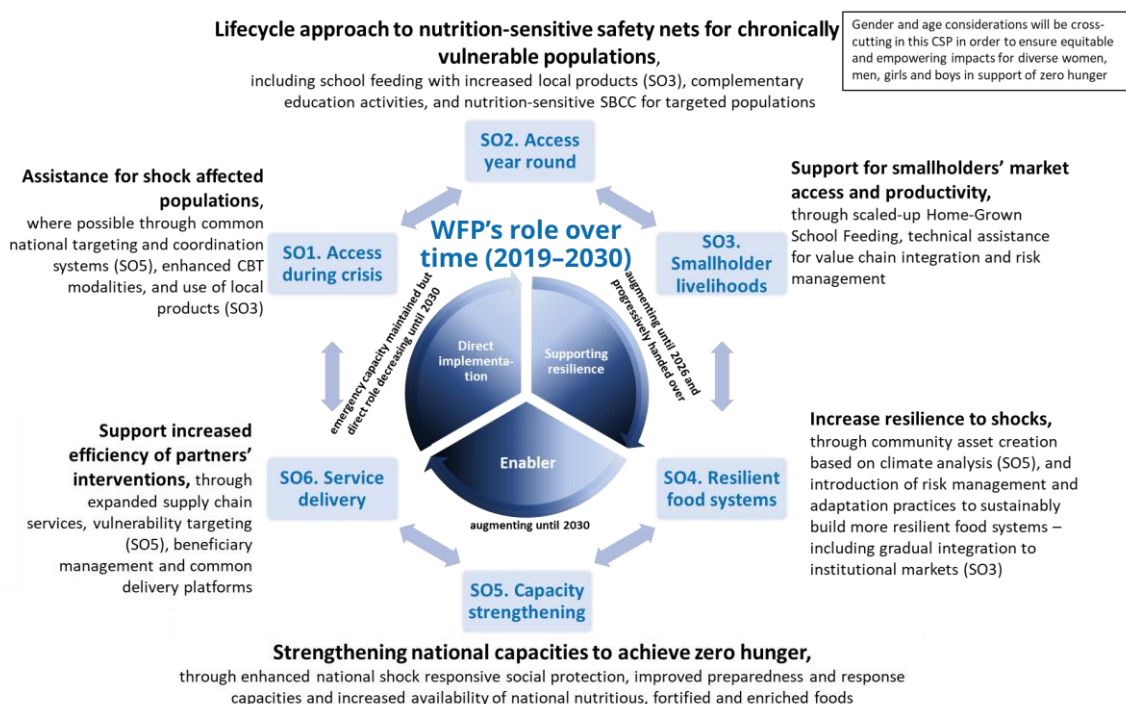 Lifecycle approach to nutrition-sensitive safety nets for chronically
vulnerable populations,
including school feeding with increased local products (SO3), complementary
education activities, and nutrition-sensitive SBCC for targeted populations
Gender and age considerations will be cross-
cutting in this CSP in order to ensure equitable
and empowering impacts for diverse women,
men, girls and boys in support of zero hunger
SO2. Access
year round
Assistance for shock affected
populations,
where possible through common
national targeting and coordination
systems (SO5), enhanced CBT
modalities, and use of local
products (SO3)
SO1. Access
during crisis
WFP's role over
time (2019–2030)
SO3.
Smallholder
livelihoods
Support for smallholders' market
access and productivity,
through scaled-up Home-Grown
School Feeding, technical assistance
for value chain integration and risk
management
emergency capacity maintained but
direct role decreasing until 2030
Direct
implementa-
tion
Supporting
resilience
augmenting until 2026 and
progressively handed over
Enabler
augmenting until 2030
Support increased
efficiency of partners'
interventions, through
expanded supply chain
services, vulnerability targeting
(SO5), beneficiary
management and common
delivery platforms
SO6. Service
delivery
SO4. Resilient
food systems
Increase resilience to shocks,
through community asset creation
based on climate analysis (SO5), and
introduction of risk management and
adaptation practices to sustainably
build more resilient food systems –
including gradual integration to
institutional markets (SO3)
SO5. Capacity
strengthening
Strengthening national capacities to achieve zero hunger,
through enhanced national shock responsive social protection, improved preparedness and response
capacities and increased availability of national nutritious, fortified and enriched foods